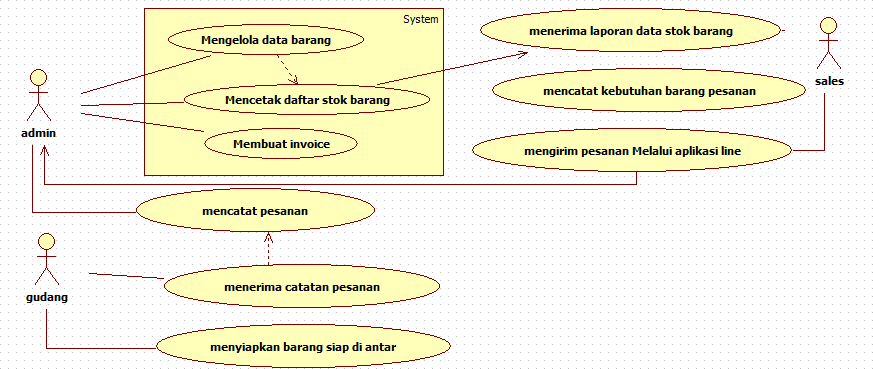 System
Mengelola data barang
menerima laporan data stok barang
sales
mencatat kebutuhan barang pesanan
Mencetak daftar stok barang
admin
Membuat invoice
mengirim pesanan Melalui aplikasi line
mencatat pesanan
gudang
menerima catatan pesanan
menyiapkan barang siap di antar